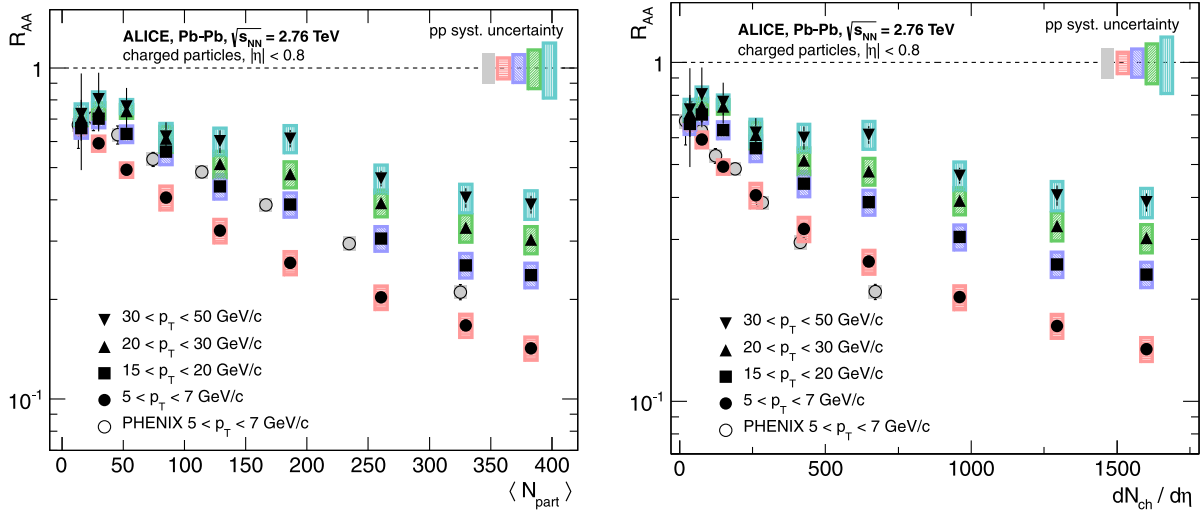 R_AA
ALICE, Pb-Pb, √s_NN = 2.76 TeV
charged particles, |η| < 0.8
pp syst. uncertainty
1
10^-1
30 < p_T < 50 GeV/c
20 < p_T < 30 GeV/c
15 < p_T < 20 GeV/c
5 < p_T < 7 GeV/c
PHENIX 5 < p_T < 7 GeV/c
0 50 100 150 200 250 300 350 400
⟨ N_part ⟩
R_AA
ALICE, Pb-Pb, √s_NN = 2.76 TeV
charged particles, |η| < 0.8
pp syst. uncertainty
1
10^-1
30 < p_T < 50 GeV/c
20 < p_T < 30 GeV/c
15 < p_T < 20 GeV/c
5 < p_T < 7 GeV/c
PHENIX 5 < p_T < 7 GeV/c
0 500 1000 1500
dN_ch / dη